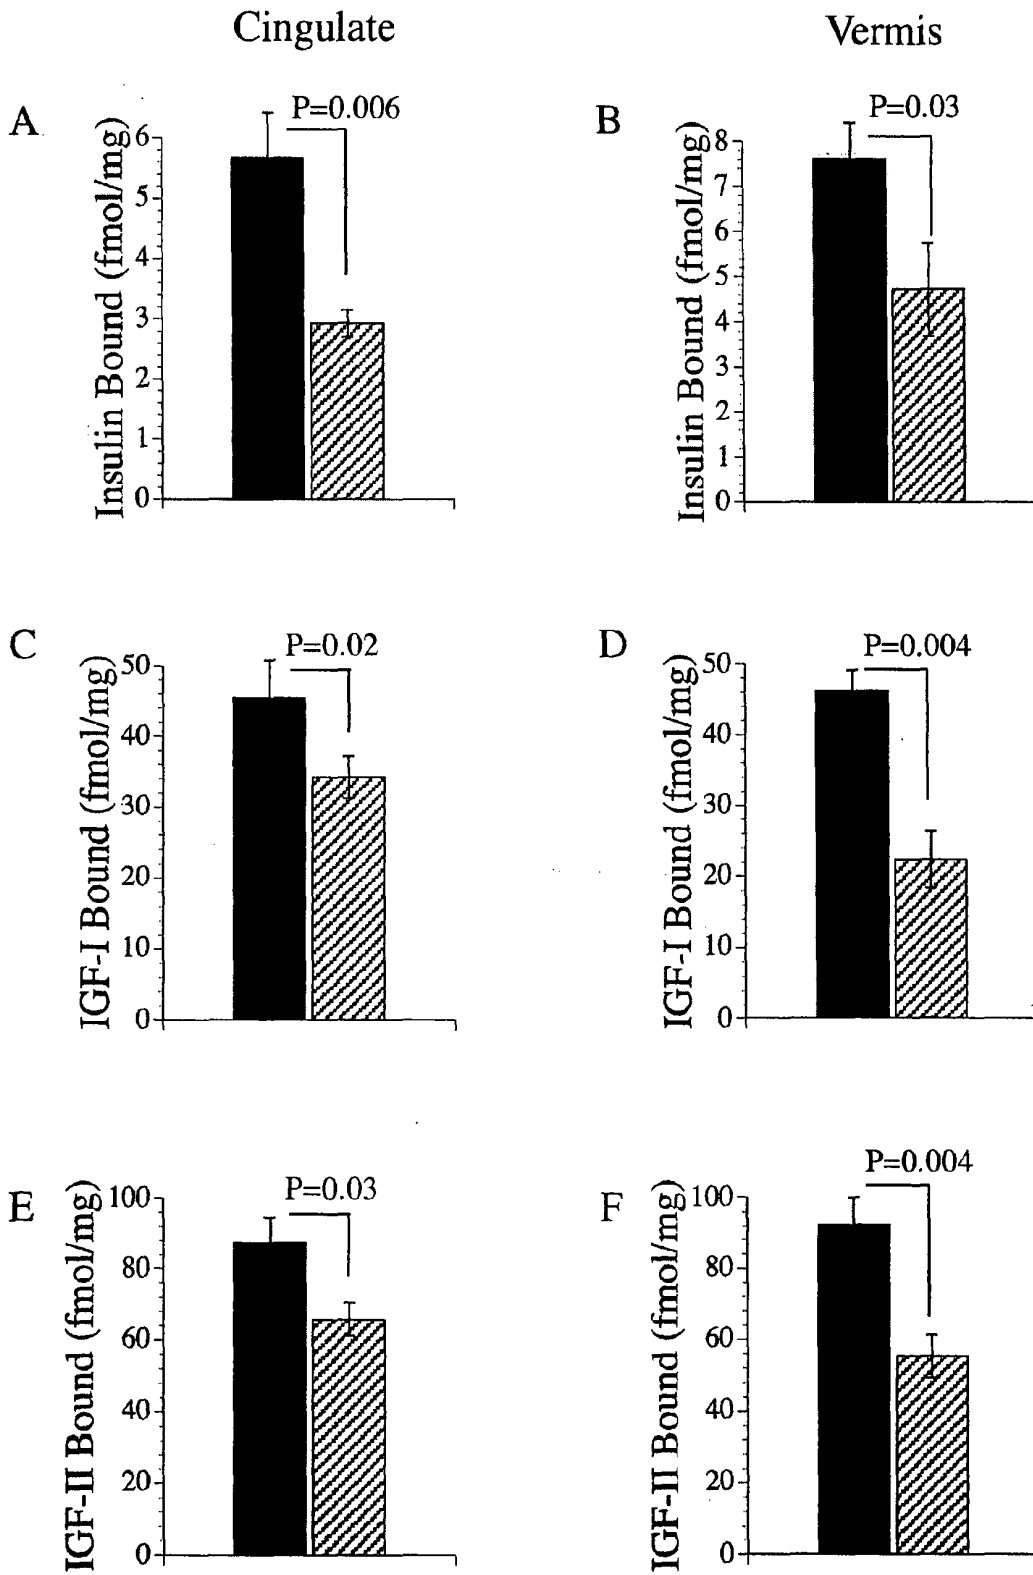 Cingulate
Vermis
A
P=0.006
Insulin Bound (fmol/mg)
6
5
4
3
2
1
0
B
P=0.03
Insulin Bound (fmol/mg)
8
7
6
5
4
3
2
1
0
C
P=0.02
IGF-I Bound (fmol/mg)
50
40
30
20
10
0
D
P=0.004
IGF-I Bound (fmol/mg)
50
40
30
20
10
0
E
P=0.03
IGF-II Bound (fmol/mg)
100
80
60
40
20
0
F
P=0.004
IGF-II Bound (fmol/mg)
100
80
60
40
20
0